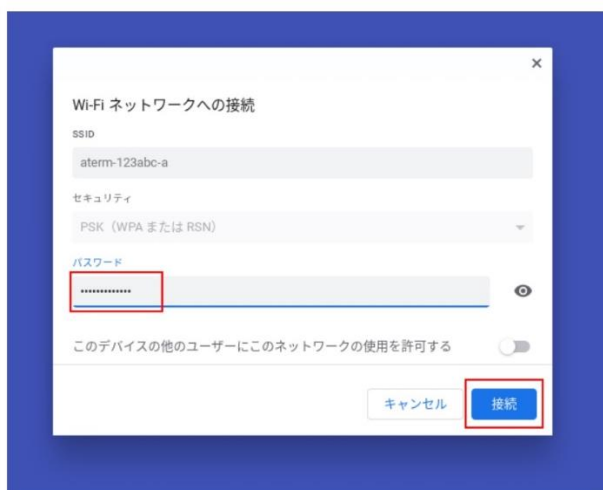 Wi-Fi ネットワークへの接続
SSID
aterm-123abc-a
セキュリティ
PSK（WPA または RSN）
パスワード
•••••••••••••
このデバイスの他のユーザーにこのネットワークの使用を許可する
キャンセル
接続